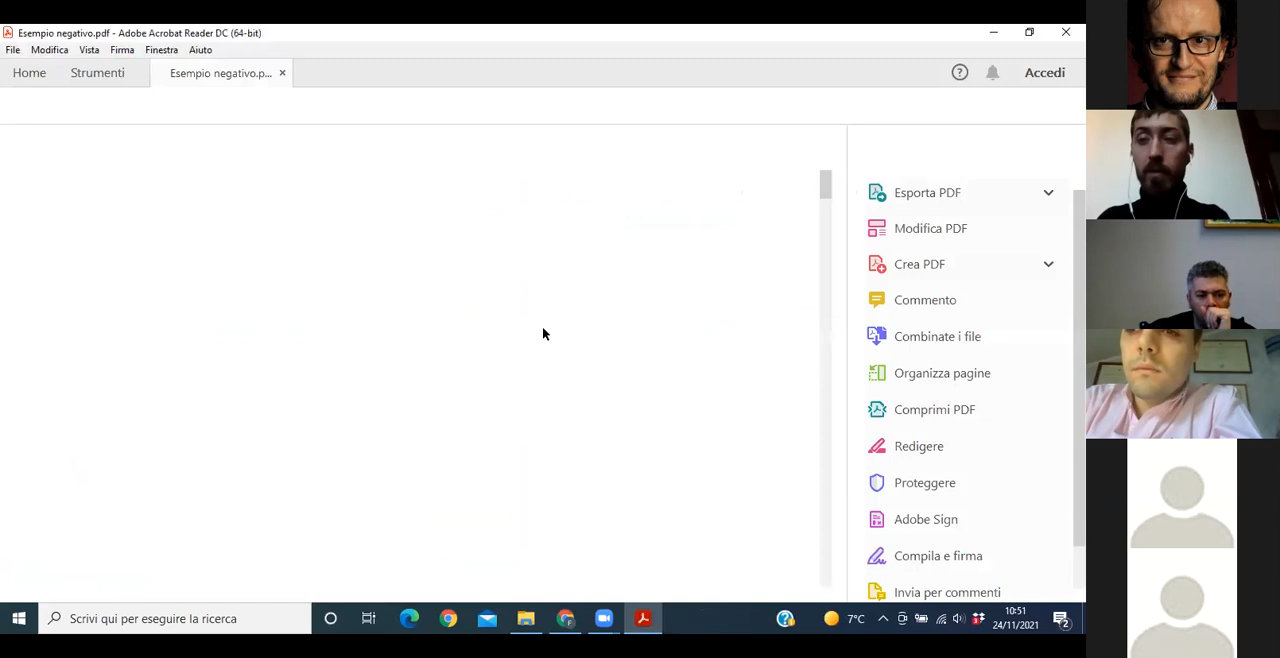 Esempio negativo.pdf - Adobe Acrobat Reader DC (64-bit)
File Modifica Vista Firma Finestra Aiuto
Home Strumenti Esempio negativo.p... × ? Accedi
Esporta PDF
Modifica PDF
Crea PDF
Commento
Combinate i file
Organizza pagine
Comprimi PDF
Redigere
Proteggere
Adobe Sign
Compila e firma
Invia per commenti
Scrivi qui per eseguire la ricerca
7°C
10:51
24/11/2021
2